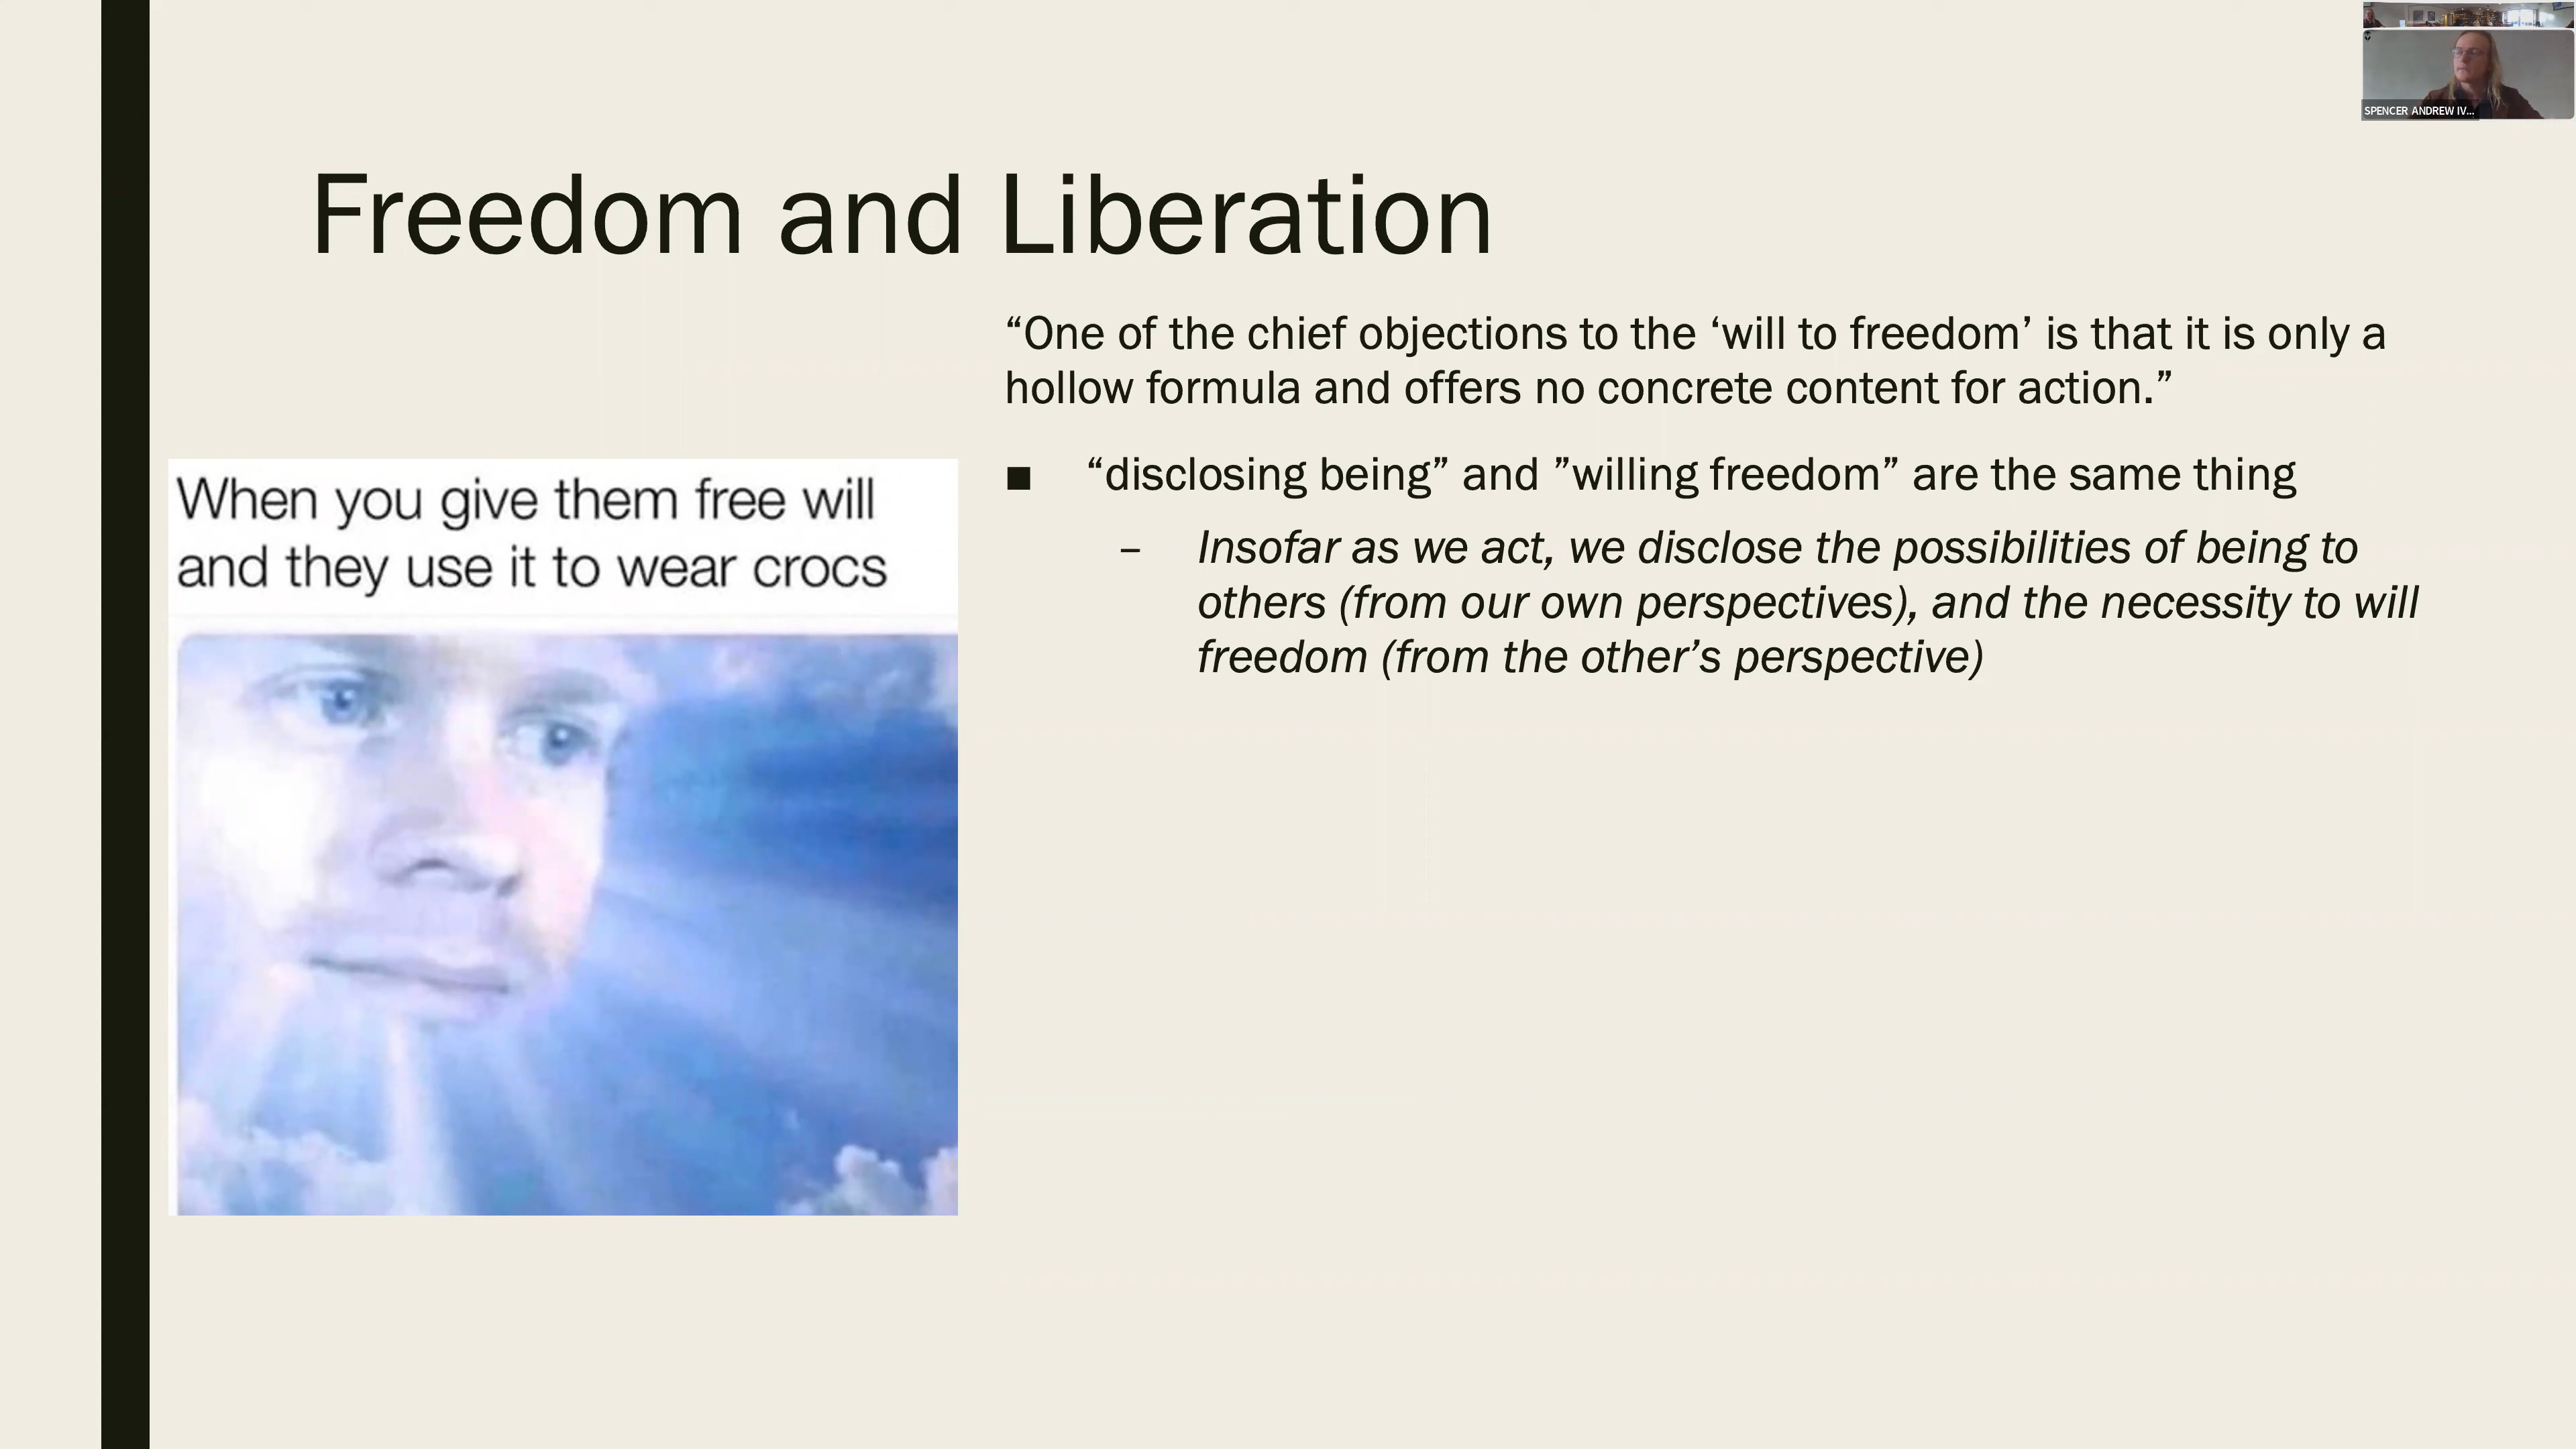 SPENCER ANDREW IV...
Freedom and Liberation
“One of the chief objections to the ‘will to freedom’ is that it is only a
hollow formula and offers no concrete content for action.”
■ “disclosing being” and ”willing freedom” are the same thing
– Insofar as we act, we disclose the possibilities of being to
others (from our own perspectives), and the necessity to will
freedom (from the other’s perspective)
When you give them free will
and they use it to wear crocs